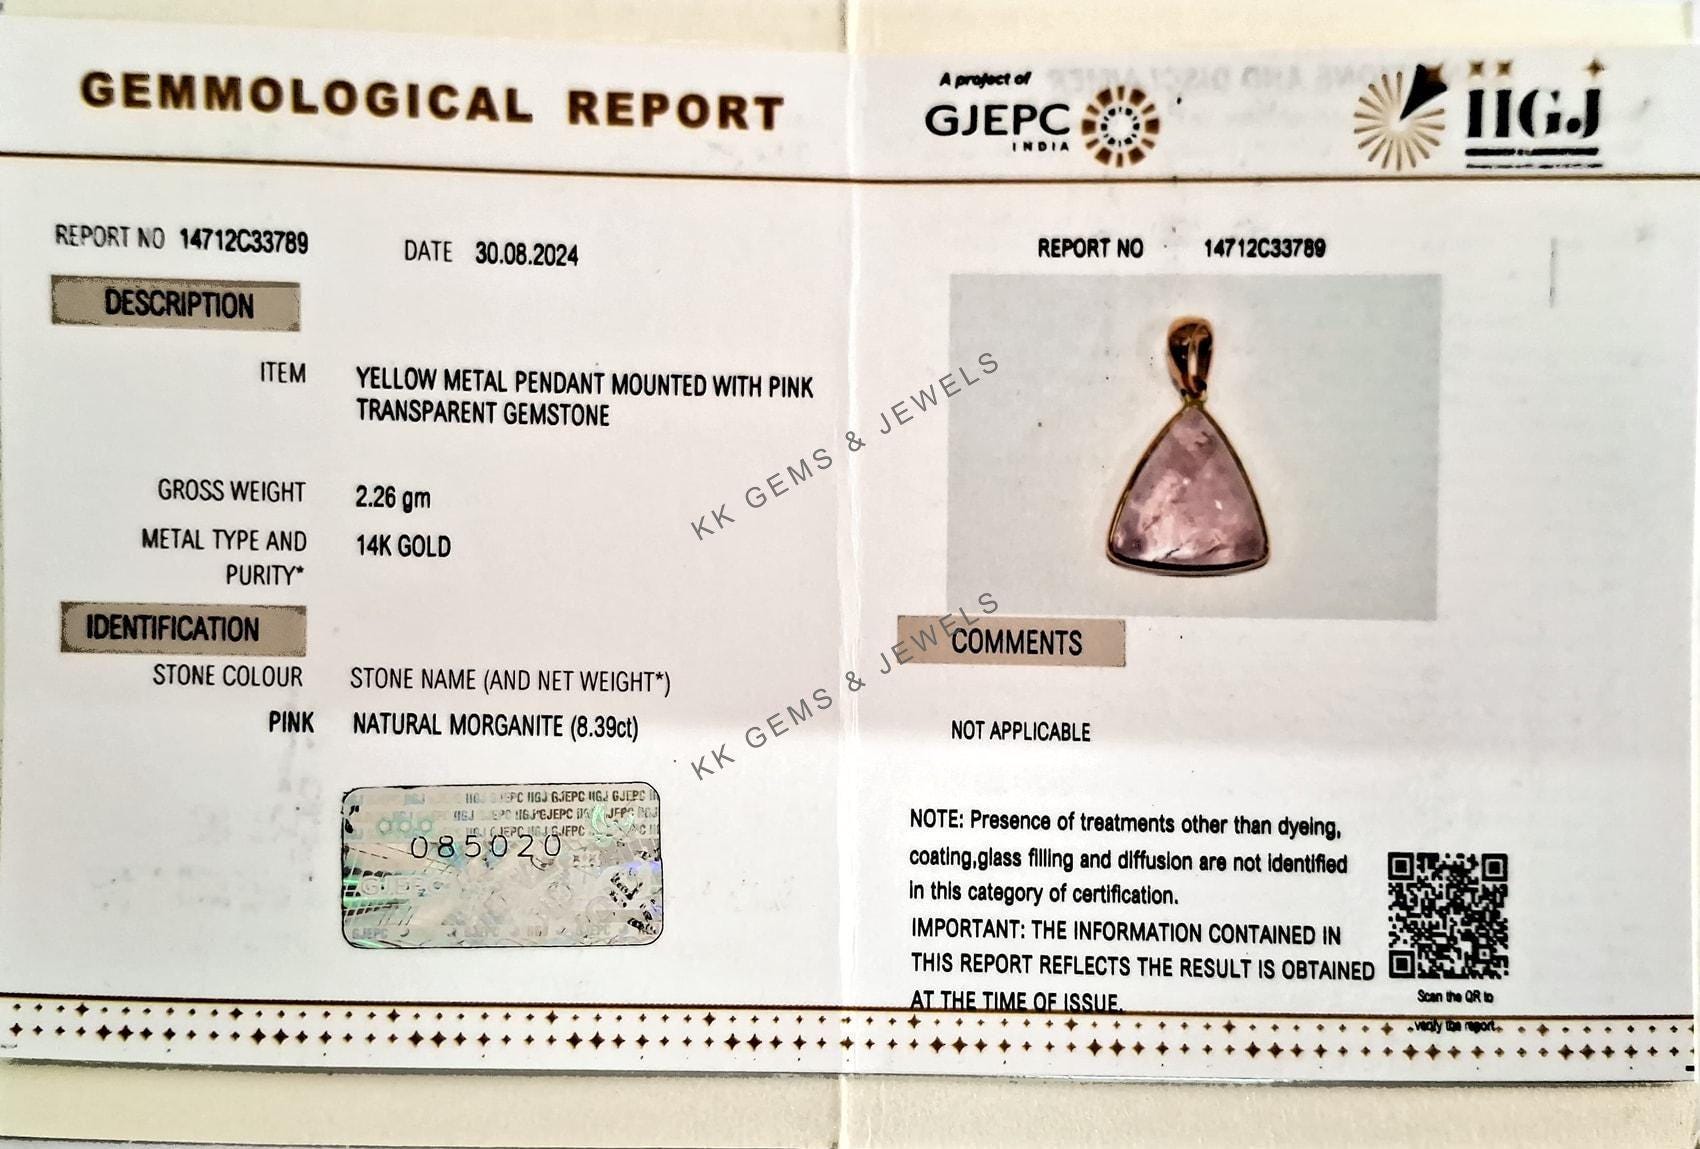 GEMMOLOGICAL REPORT
A project of
GJEPC
INDIA
IIGJ
REPORT NO 14712C33789
DATE 30.08.2024
DESCRIPTION
ITEM
YELLOW METAL PENDANT MOUNTED WITH PINK
TRANSPARENT GEMSTONE
GROSS WEIGHT
2.26 gm
METAL TYPE AND
PURITY*
14K GOLD
IDENTIFICATION
STONE COLOUR
STONE NAME (AND NET WEIGHT*)
PINK
NATURAL MORGANITE (8.39ct)
085020
GJEPC
REPORT NO 14712C33789
COMMENTS
NOT APPLICABLE
NOTE: Presence of treatments other than dyeing,
coating,glass filling and diffusion are not identified
in this category of certification.
IMPORTANT: THE INFORMATION CONTAINED IN
THIS REPORT REFLECTS THE RESULT IS OBTAINED
AT THE TIME OF ISSUE.
Scan the QR to
verify the report.
KK GEMS & JEWELS
KK GEMS & JEWELS